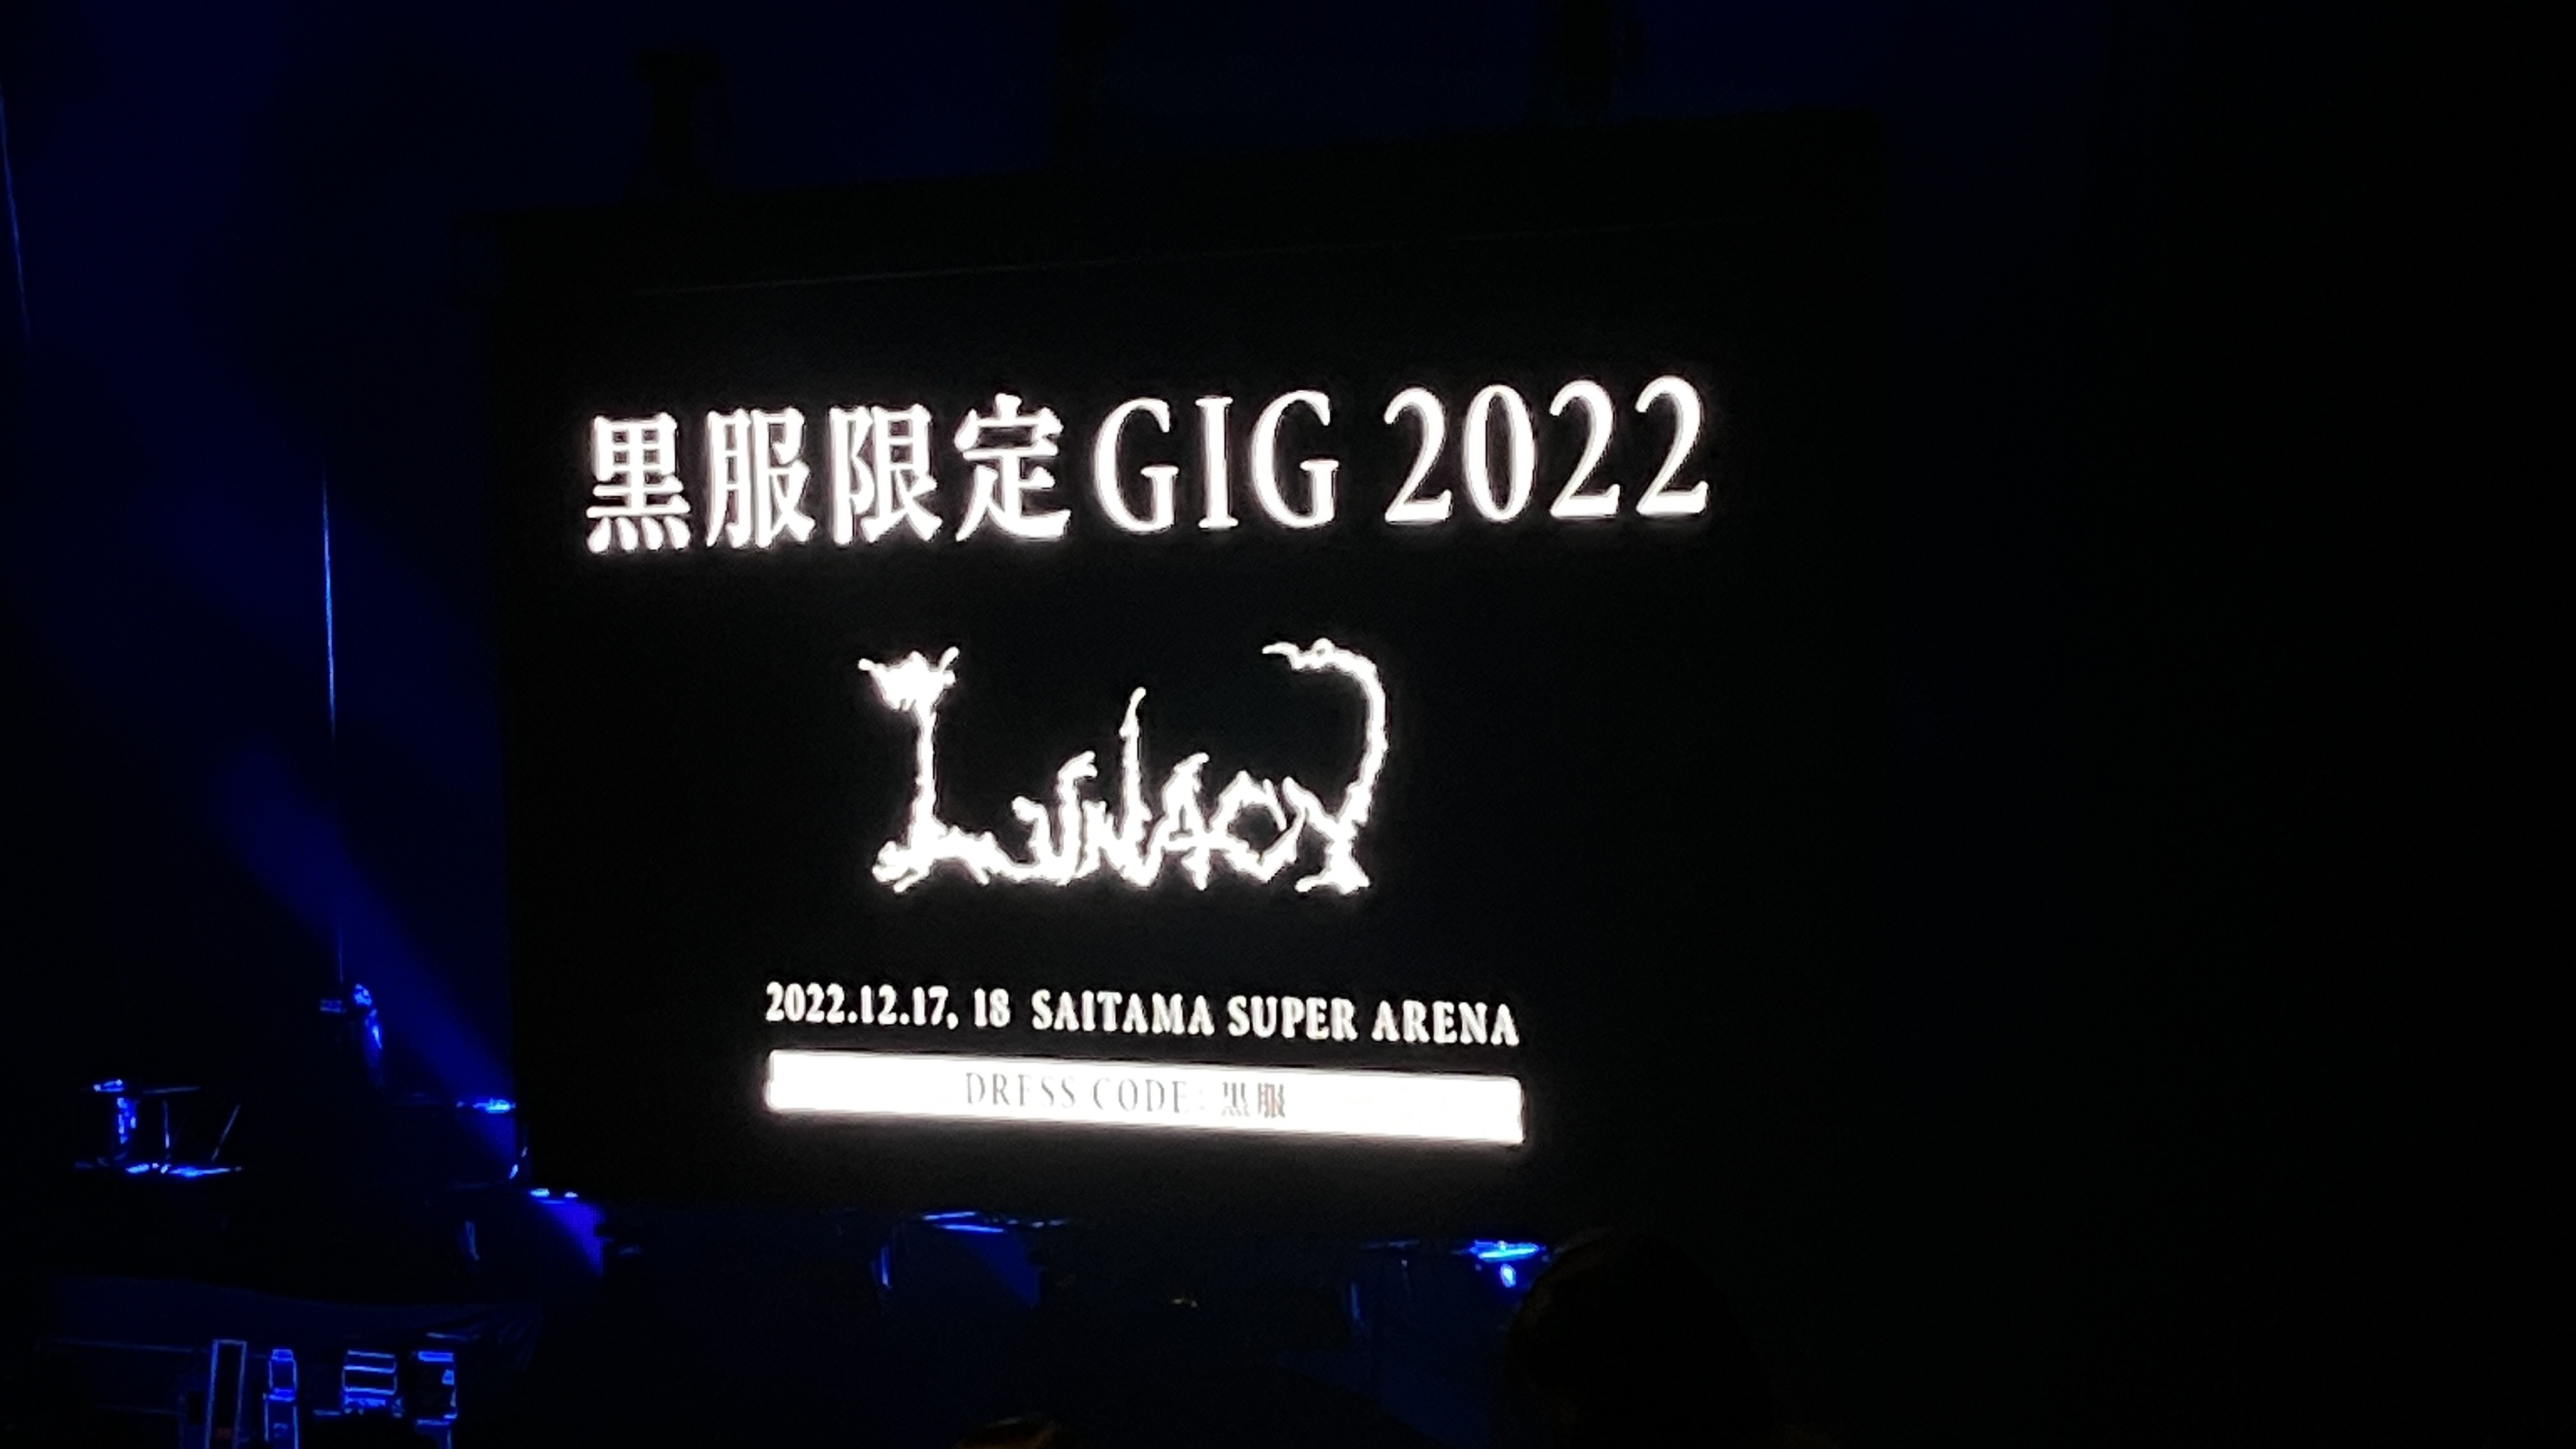 黒服限定GIG 2022
LUNACY
2022.12.17, 18 SAITAMA SUPER ARENA
DRESS CODE: 黒服